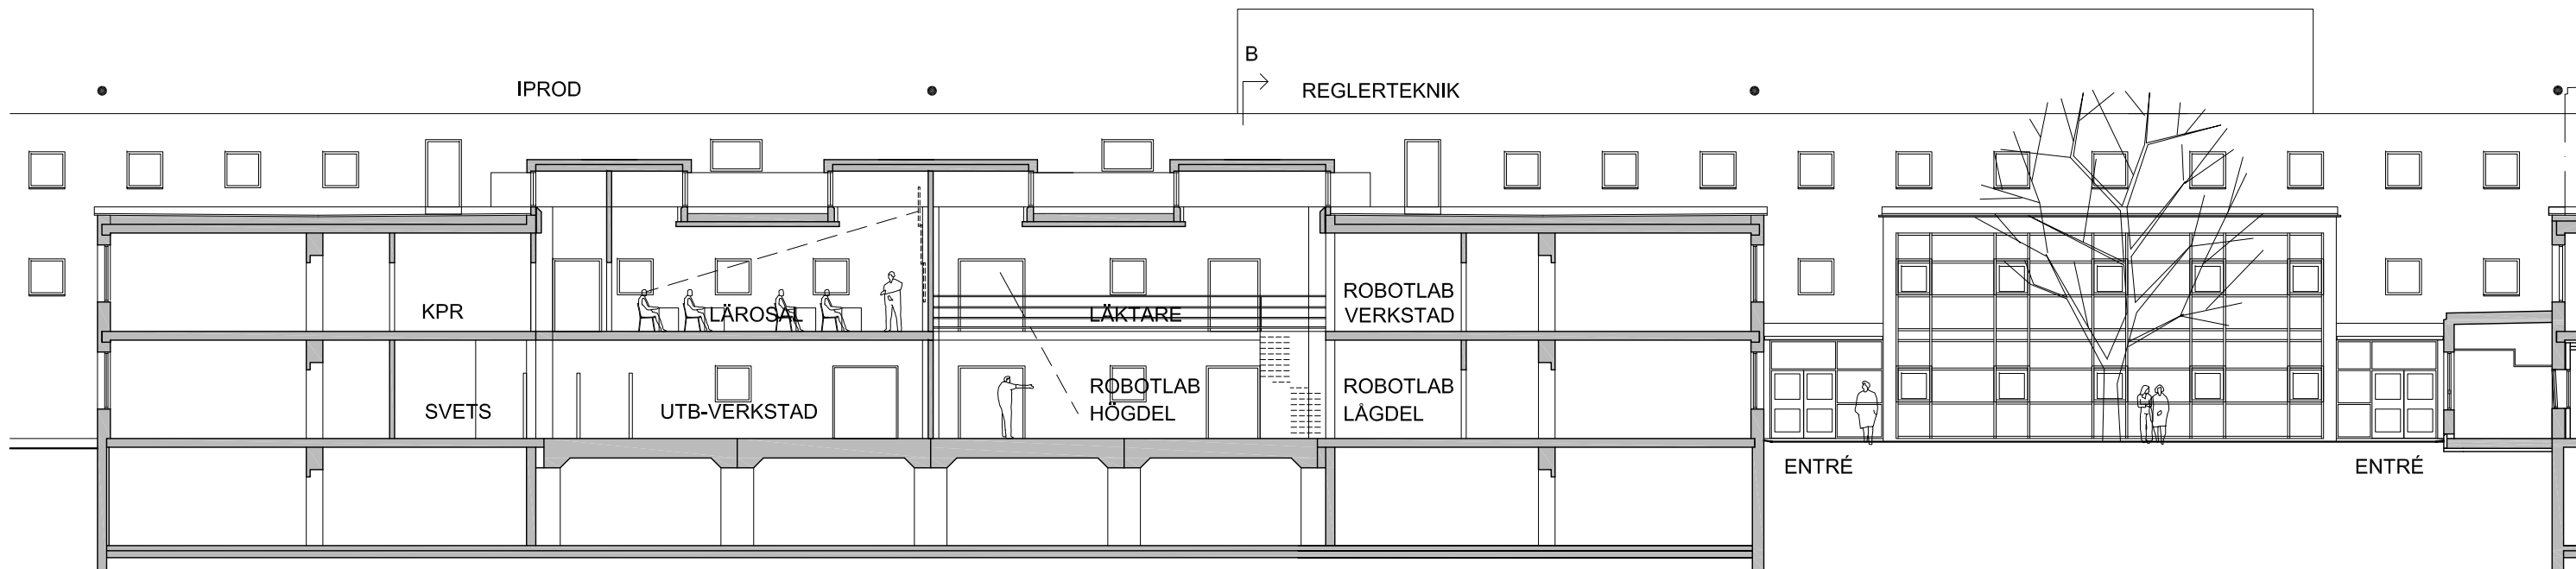 B
IPROD
REGLERTEKNIK
KPR
LÄROSAL
LÄKTARE
ROBOTLAB
VERKSTAD
SVETS
UTB-VERKSTAD
ROBOTLAB
HÖGDEL
ROBOTLAB
LÅGDEL
ENTRÉ
ENTRÉ